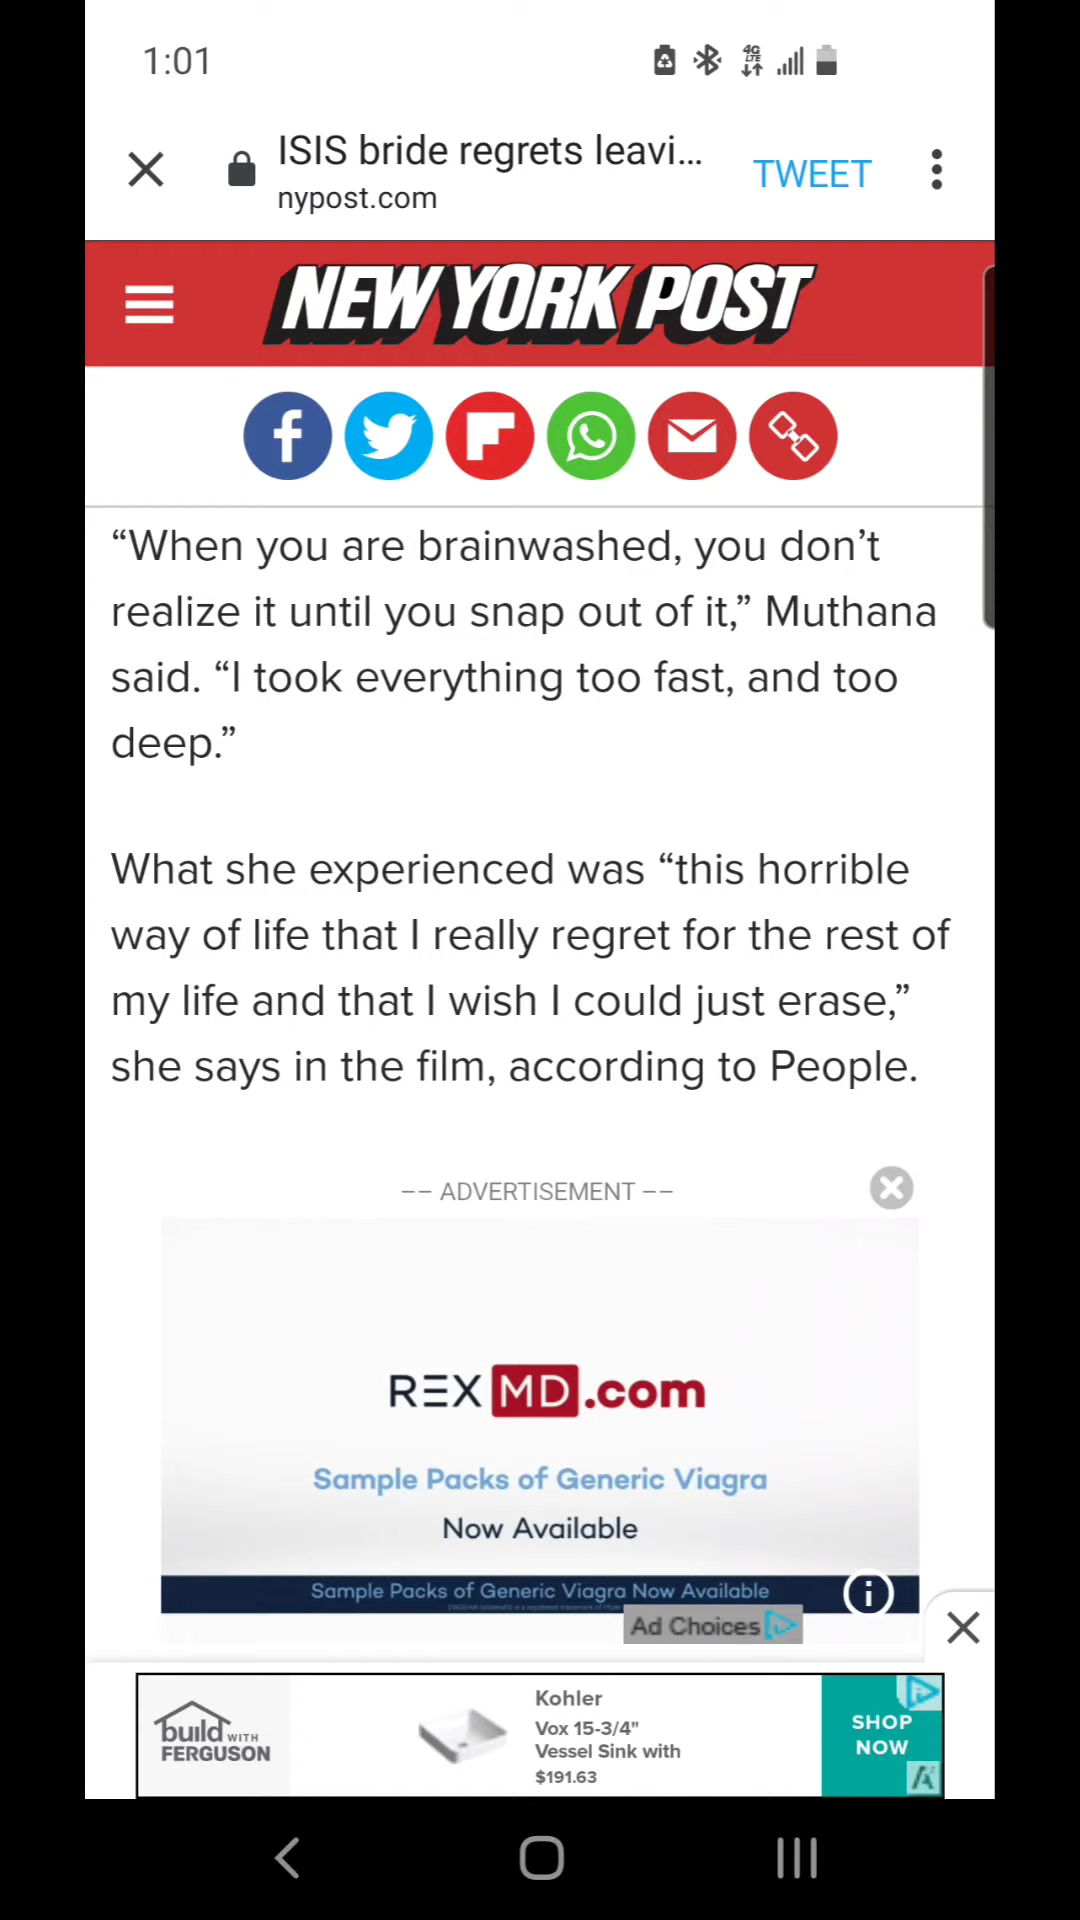 1:01
4G
LTE
ISIS bride regrets leavi...
nypost.com
TWEET
NEW YORK POST
“When you are brainwashed, you don’t
realize it until you snap out of it,” Muthana
said. “I took everything too fast, and too
deep.”
What she experienced was “this horrible
way of life that I really regret for the rest of
my life and that I wish I could just erase,”
she says in the film, according to People.
-- ADVERTISEMENT --
REX MD.com
Sample Packs of Generic Viagra
Now Available
Sample Packs of Generic Viagra Now Available
Ad Choices
build WITH
FERGUSON
Kohler
Vox 15-3/4"
Vessel Sink with
$191.63
SHOP
NOW